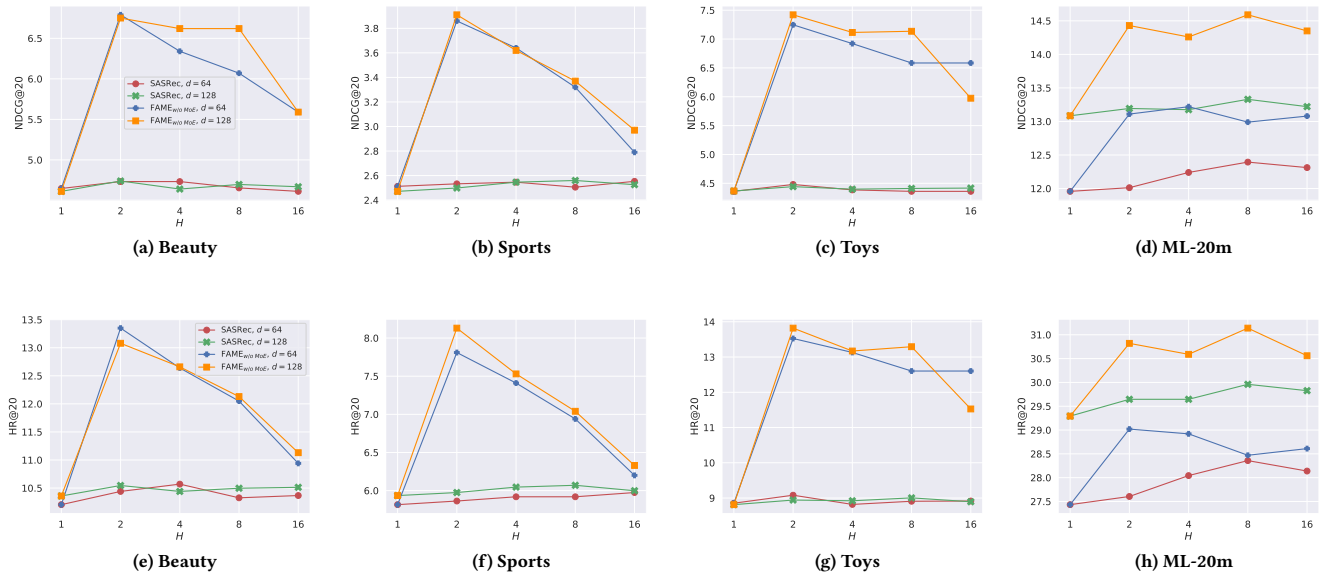 6.5
6.0
5.5
5.0
NDCG@20
SASRec, d = 64
SASRec, d = 128
FAME w/o MoE, d = 64
FAME w/o MoE, d = 128
1 2 4 8 16
H
(a) Beauty
3.8
3.6
3.4
3.2
3.0
2.8
2.6
2.4
NDCG@20
1 2 4 8 16
H
(b) Sports
7.5
7.0
6.5
6.0
5.5
5.0
4.5
NDCG@20
1 2 4 8 16
H
(c) Toys
14.5
14.0
13.5
13.0
12.5
12.0
NDCG@20
1 2 4 8 16
H
(d) ML-20m
13.5
13.0
12.5
12.0
11.5
11.0
10.5
HR@20
SASRec, d = 64
SASRec, d = 128
FAME w/o MoE, d = 64
FAME w/o MoE, d = 128
1 2 4 8 16
H
(e) Beauty
8.0
7.5
7.0
6.5
6.0
HR@20
1 2 4 8 16
H
(f) Sports
14
13
12
11
10
9
HR@20
1 2 4 8 16
H
(g) Toys
31.0
30.5
30.0
29.5
29.0
28.5
28.0
27.5
HR@20
1 2 4 8 16
H
(h) ML-20m